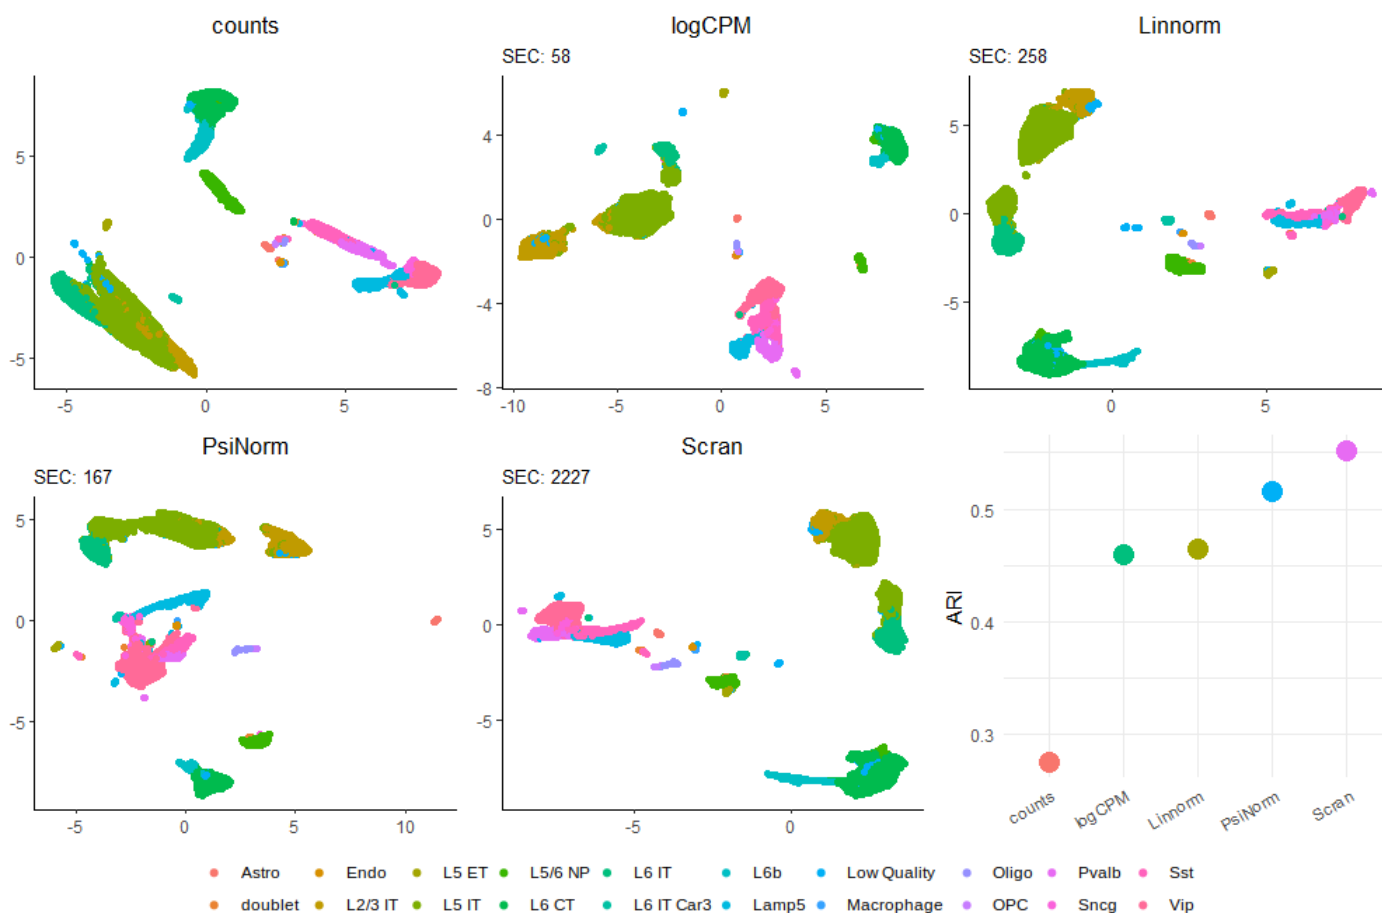 counts
logCPM
Linnorm
SEC: 58
SEC: 258
5
0
-5
-5
0
5
4
0
-4
-8
-10
-5
0
5
5
0
-5
0
5
PsiNorm
Scran
SEC: 167
SEC: 2227
5
0
-5
-5
0
5
10
5
0
-5
-5
0
ARI
0.5
0.4
0.3
counts
logCPM
Linnorm
PsiNorm
Scran
Astro Endo L5 ET L5/6 NP L6 IT L6b Low Quality Oligo Pvalb Sst
doublet L2/3 IT L5 IT L6 CT L6 IT Car3 Lamp5 Macrophage OPC Sncg Vip